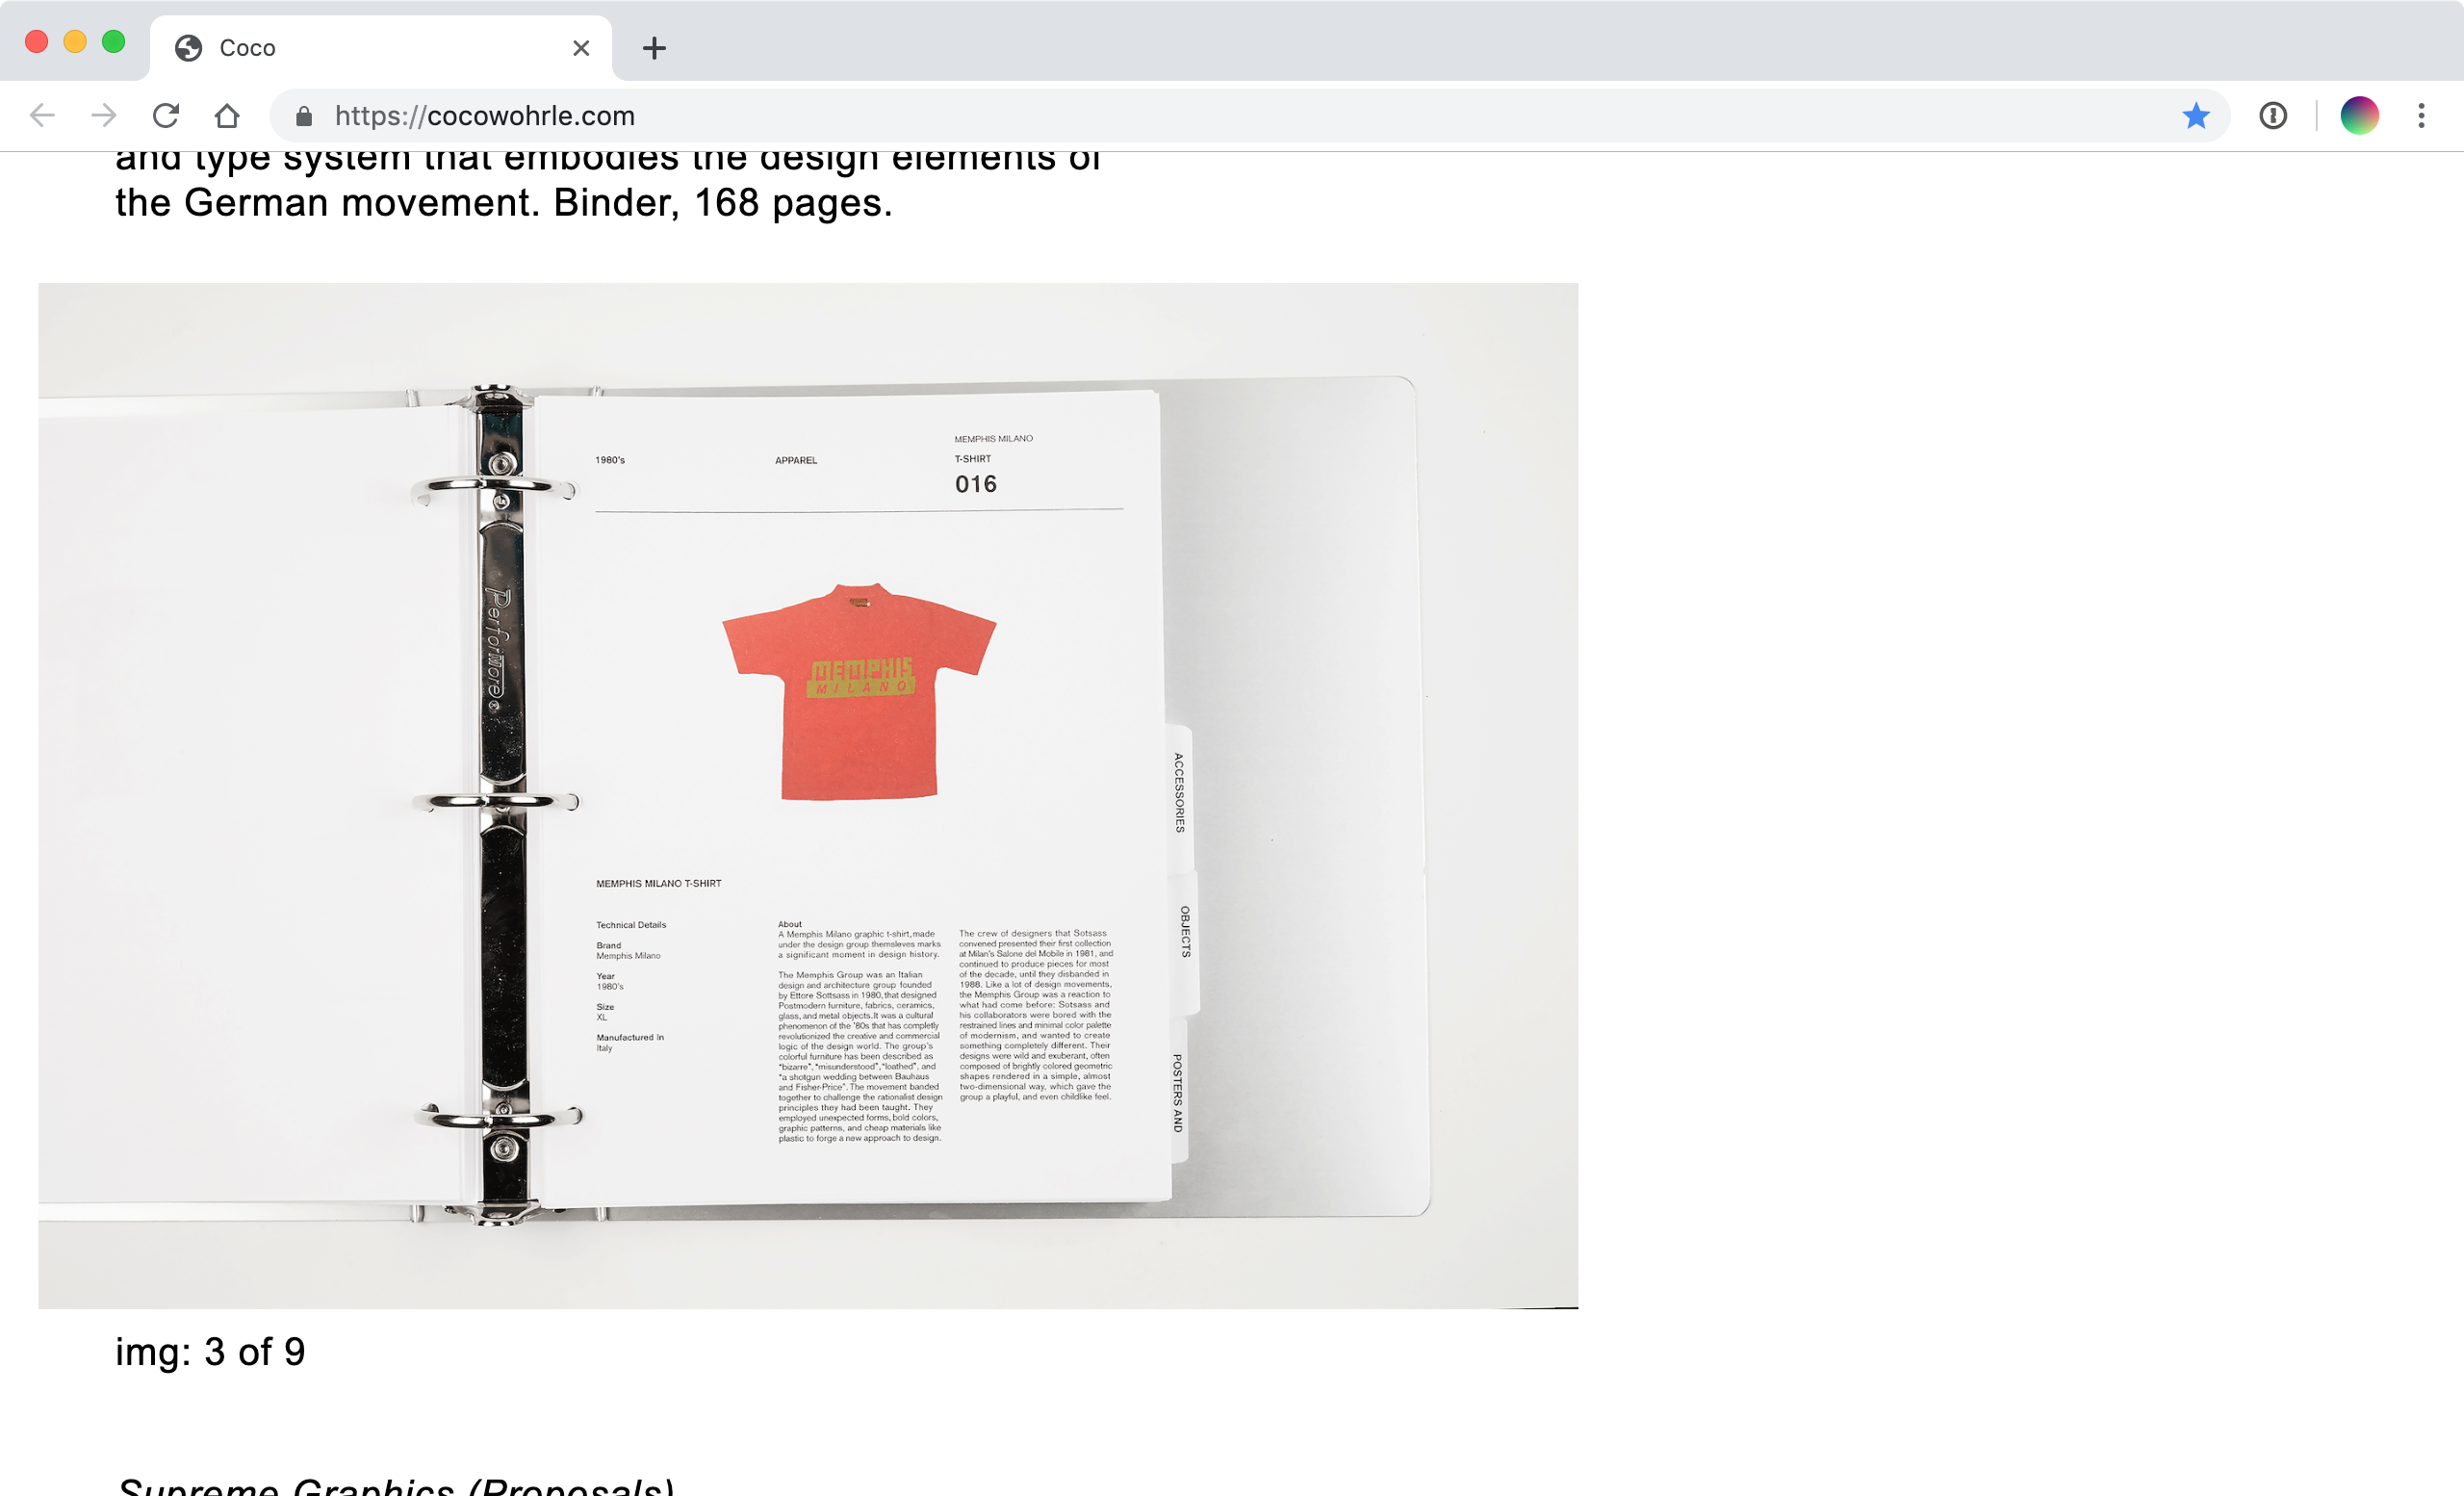 Coco
https://cocowohrle.com
and type system that embodies the design elements of
the German movement. Binder, 168 pages.
1980's
APPAREL
MEMPHIS MILANO
T-SHIRT
016
PerforMore®
MEMPHIS
MILANO
ACCESSORIES
OBJECTS
POSTERS AND
MEMPHIS MILANO T-SHIRT
Technical Details
Brand
Memphis Milano
Year
1980's
Size
XL
Manufactured in
Italy
About
A Memphis Milano graphic t-shirt, made
under the design group themsleves marks
a significant moment in design history.
The Memphis Group was an Italian
design and architecture group founded
by Ettore Sottsass in 1980, that designed
Postmodern furniture, fabrics, ceramics,
glass, and metal objects. It was a cultural
phenomenon of the '80s that has completly
revolutionized the creative and commercial
logic of the design world. The group's
colorful furniture has been described as
"bizarre", "misunderstood", "loathed", and
"a shotgun wedding between Bauhaus
and Fisher-Price". The movement banded
together to challenge the rationalist design
principles they had been taught. They
employed unexpected forms, bold colors,
graphic patterns, and cheap materials like
plastic to forge a new approach to design.
The crew of designers that Sotsass
convened presented their first collection
at Milan's Salone del Mobile in 1981, and
continued to produce pieces for most
of the decade, until they disbanded in
1988. Like a lot of design movements,
the Memphis Group was a reaction to
what had come before: Sotsass and
his collaborators were bored with the
restrained lines and minimal color palette
of modernism, and wanted to create
something completely different. Their
designs were wild and exuberant, often
composed of brightly colored geometric
shapes rendered in a simple, almost
two-dimensional way, which gave the
group a playful, and even childlike feel.
img: 3 of 9
Supreme Graphics (Proposals)